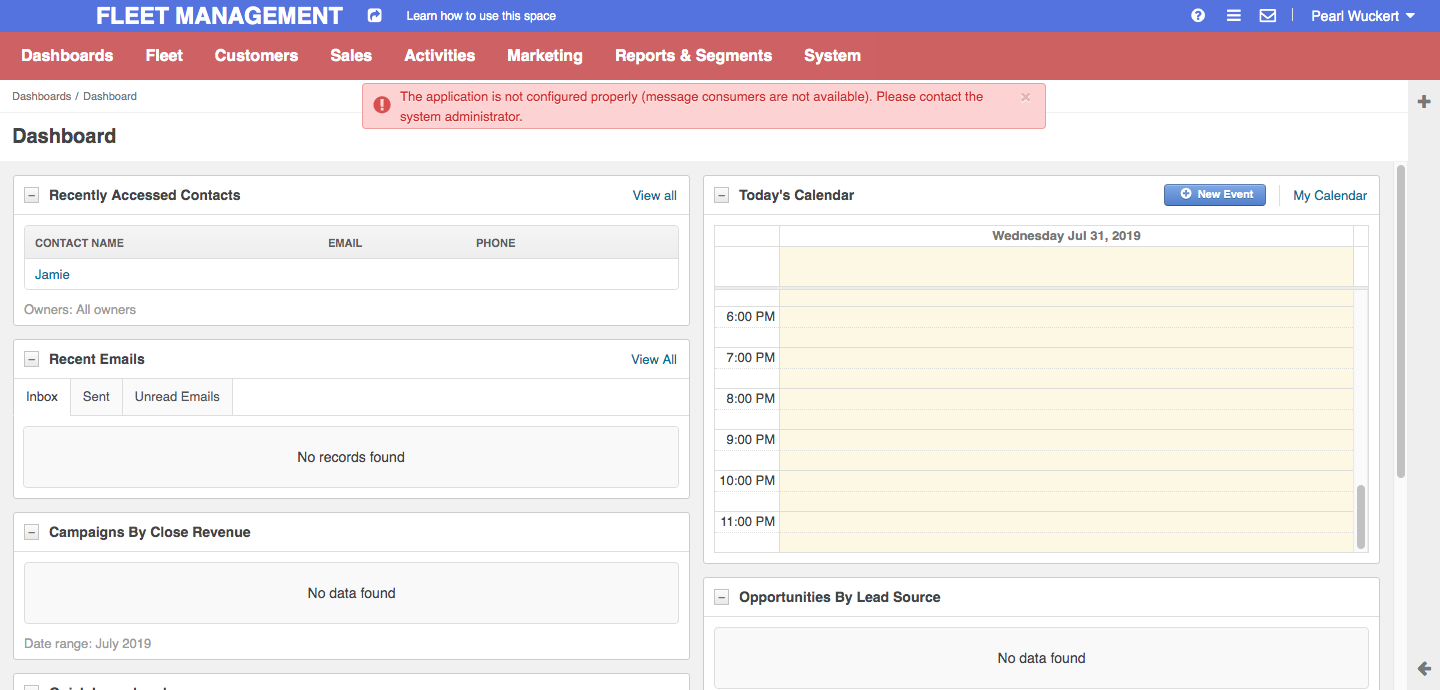 FLEET MANAGEMENT
Learn how to use this space
Pearl Wuckert
Dashboards
Fleet
Customers
Sales
Activities
Marketing
Reports & Segments
System
Dashboards / Dashboard
The application is not configured properly (message consumers are not available). Please contact the
system administrator.
×
Dashboard
Recently Accessed Contacts
View all
CONTACT NAME
EMAIL
PHONE
Jamie
Owners: All owners
Recent Emails
View All
Inbox
Sent
Unread Emails
No records found
Campaigns By Close Revenue
No data found
Date range: July 2019
Today's Calendar
New Event
My Calendar
Wednesday Jul 31, 2019
6:00 PM
7:00 PM
8:00 PM
9:00 PM
10:00 PM
11:00 PM
Opportunities By Lead Source
No data found